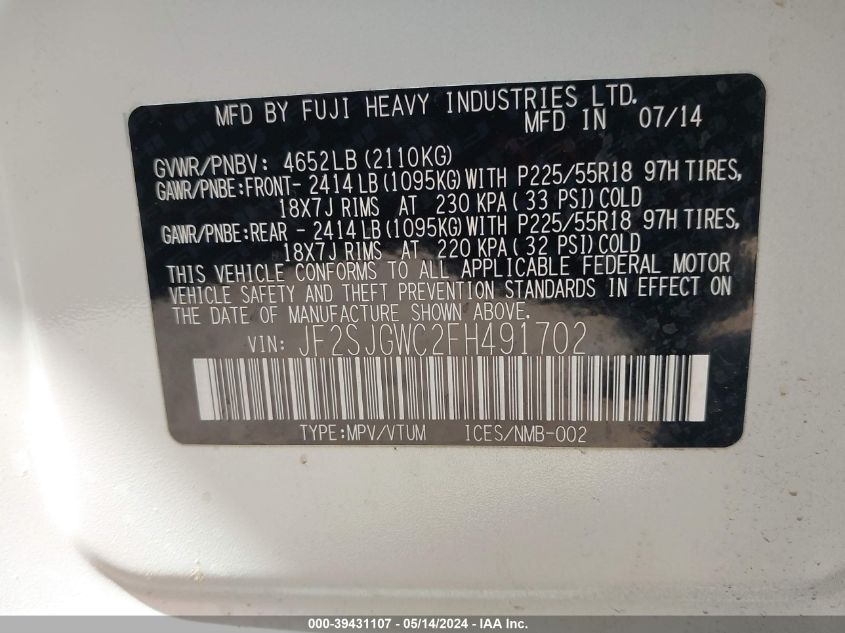 MFD BY FUJI HEAVY INDUSTRIES LTD.
MFD IN 07/14
GVWR/PNBV: 4652LB (2110KG)
GAWR/PNBE:FRONT- 2414 LB (1095KG) WITH P225/55R18 97H TIRES,
18X7J RIMS AT 230 KPA ( 33 PSI) COLD
GAWR/PNBE:REAR - 2414 LB (1095KG) WITH P225/55R18 97H TIRES,
18X7J RIMS AT 220 KPA ( 32 PSI) COLD
THIS VEHICLE CONFORMS TO ALL APPLICABLE FEDERAL MOTOR
VEHICLE SAFETY AND THEFT PREVENTION STANDARDS IN EFFECT ON
THE DATE OF MANUFACTURE SHOWN ABOVE.
VIN: JF2SJGWC2FH491702
TYPE:MPV/VTUM ICES/NMB-002
000-39431107 - 05/14/2024 - IAA Inc.